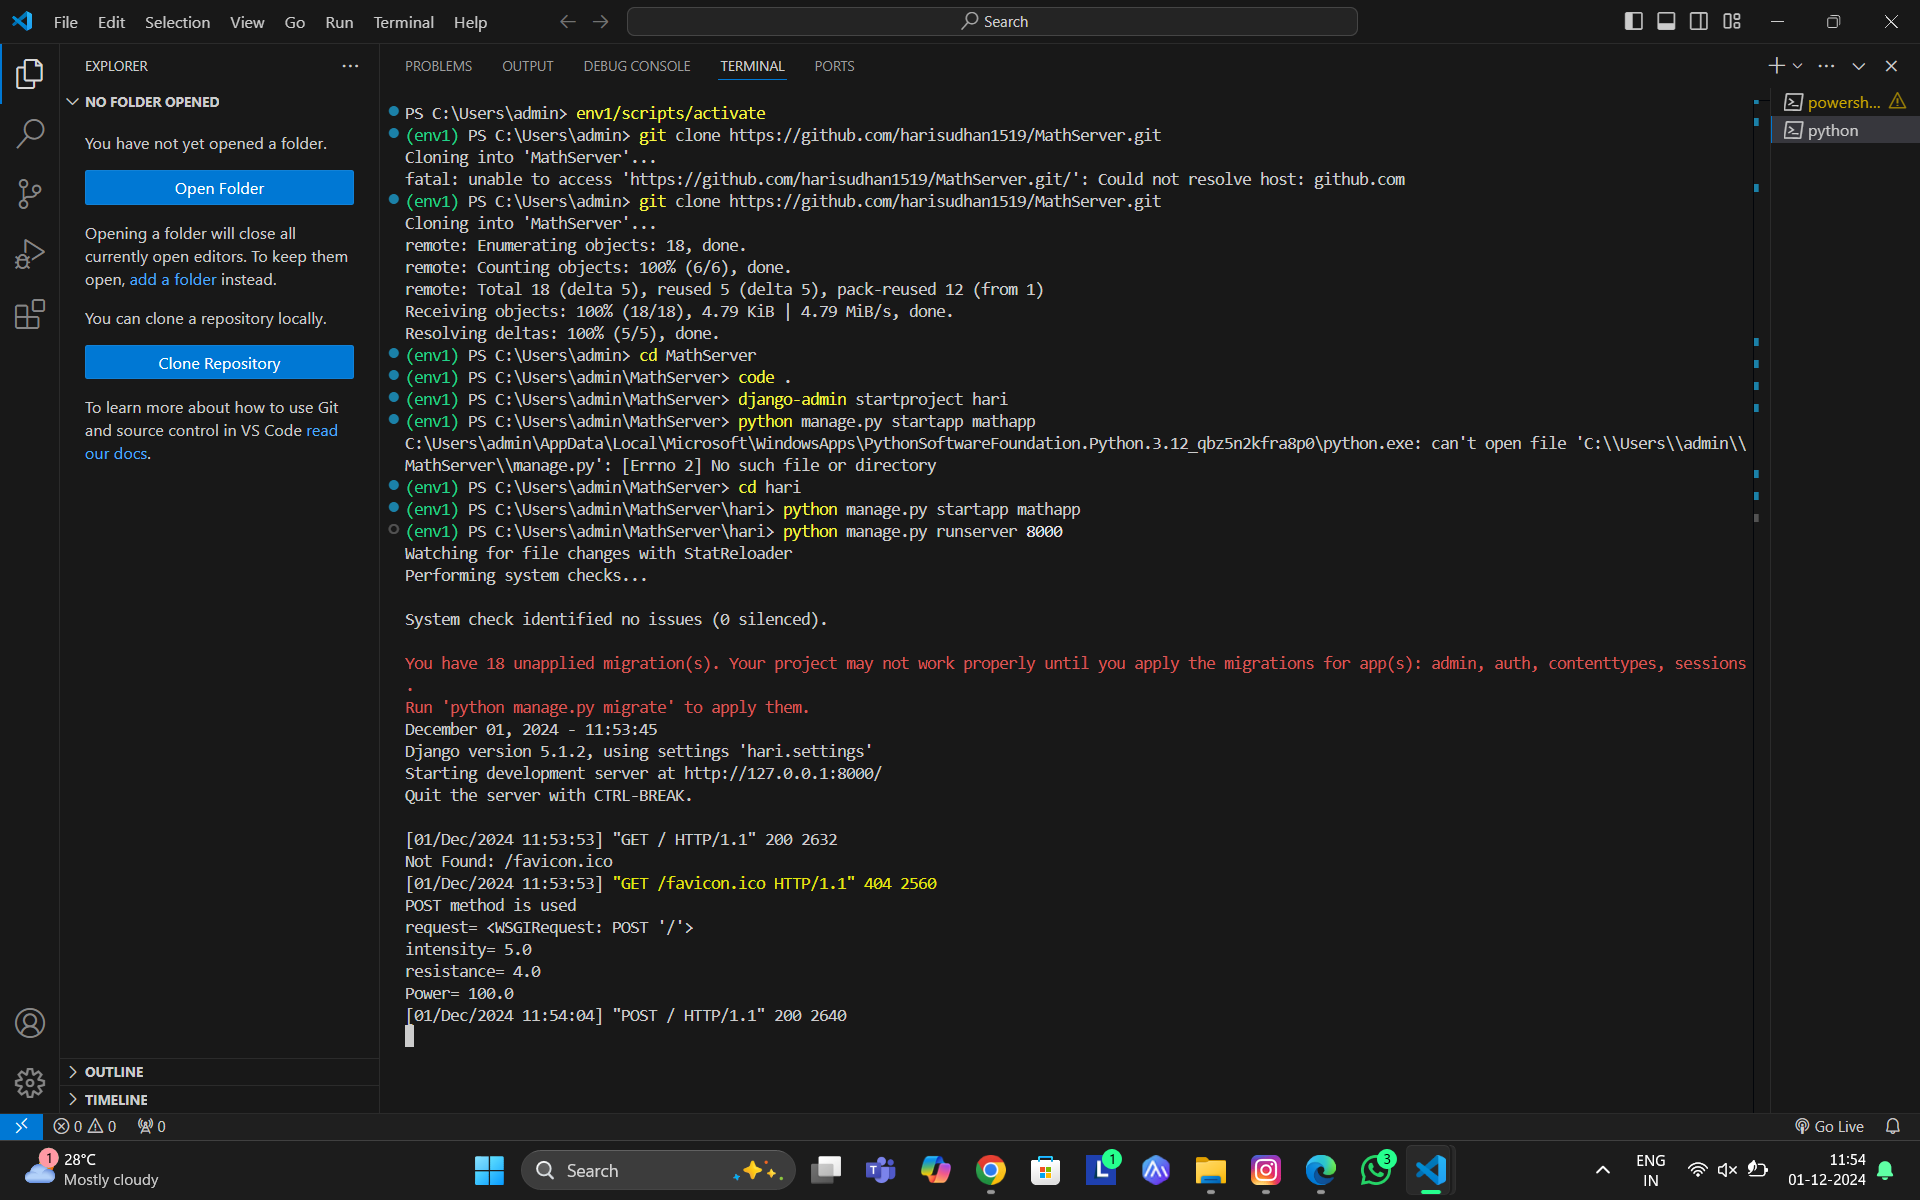 File Edit Selection View Go Run Terminal Help
Search
EXPLORER
NO FOLDER OPENED
You have not yet opened a folder.
Open Folder
Opening a folder will close all
currently open editors. To keep them
open, add a folder instead.
You can clone a repository locally.
Clone Repository
To learn more about how to use Git
and source control in VS Code read
our docs.
OUTLINE
TIMELINE
PROBLEMS OUTPUT DEBUG CONSOLE TERMINAL PORTS
PS C:\Users\admin> env1/scripts/activate
(env1) PS C:\Users\admin> git clone https://github.com/harisudhan1519/MathServer.git
Cloning into 'MathServer'...
fatal: unable to access 'https://github.com/harisudhan1519/MathServer.git/': Could not resolve host: github.com
(env1) PS C:\Users\admin> git clone https://github.com/harisudhan1519/MathServer.git
Cloning into 'MathServer'...
remote: Enumerating objects: 18, done.
remote: Counting objects: 100% (6/6), done.
remote: Total 18 (delta 5), reused 5 (delta 5), pack-reused 12 (from 1)
Receiving objects: 100% (18/18), 4.79 KiB | 4.79 MiB/s, done.
Resolving deltas: 100% (5/5), done.
(env1) PS C:\Users\admin> cd MathServer
(env1) PS C:\Users\admin\MathServer> code .
(env1) PS C:\Users\admin\MathServer> django-admin startproject hari
(env1) PS C:\Users\admin\MathServer> python manage.py startapp mathapp
C:\Users\admin\AppData\Local\Microsoft\WindowsApps\PythonSoftwareFoundation.Python.3.12_qbz5n2kfra8p0\python.exe: can't open file 'C:\\Users\\admin\\
MathServer\\manage.py': [Errno 2] No such file or directory
(env1) PS C:\Users\admin\MathServer> cd hari
(env1) PS C:\Users\admin\MathServer\hari> python manage.py startapp mathapp
(env1) PS C:\Users\admin\MathServer\hari> python manage.py runserver 8000
Watching for file changes with StatReloader
Performing system checks...
System check identified no issues (0 silenced).
You have 18 unapplied migration(s). Your project may not work properly until you apply the migrations for app(s): admin, auth, contenttypes, sessions
.
Run 'python manage.py migrate' to apply them.
December 01, 2024 - 11:53:45
Django version 5.1.2, using settings 'hari.settings'
Starting development server at http://127.0.0.1:8000/
Quit the server with CTRL-BREAK.
[01/Dec/2024 11:53:53] "GET / HTTP/1.1" 200 2632
Not Found: /favicon.ico
[01/Dec/2024 11:53:53] "GET /favicon.ico HTTP/1.1" 404 2560
POST method is used
request= <WSGIRequest: POST '/'>
intensity= 5.0
resistance= 4.0
Power= 100.0
[01/Dec/2024 11:54:04] "POST / HTTP/1.1" 200 2640
powersh...
python
0 0 0
Go Live
1
28°C
Mostly cloudy
Search
L 1
3
ENG
IN
11:54
01-12-2024